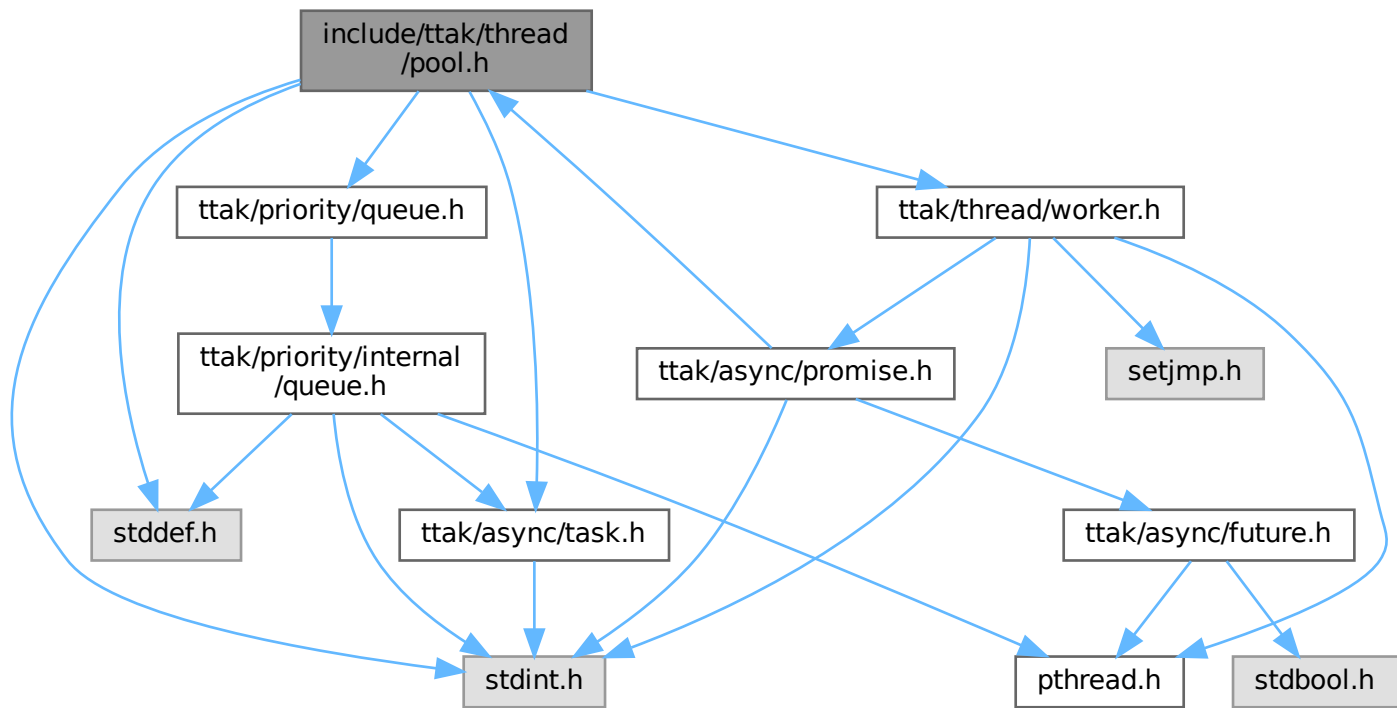 include/ttak/thread
/pool.h
ttak/priority/queue.h
ttak/thread/worker.h
ttak/priority/internal
/queue.h
ttak/async/promise.h
setjmp.h
stddef.h
ttak/async/task.h
ttak/async/future.h
stdint.h
pthread.h
stdbool.h